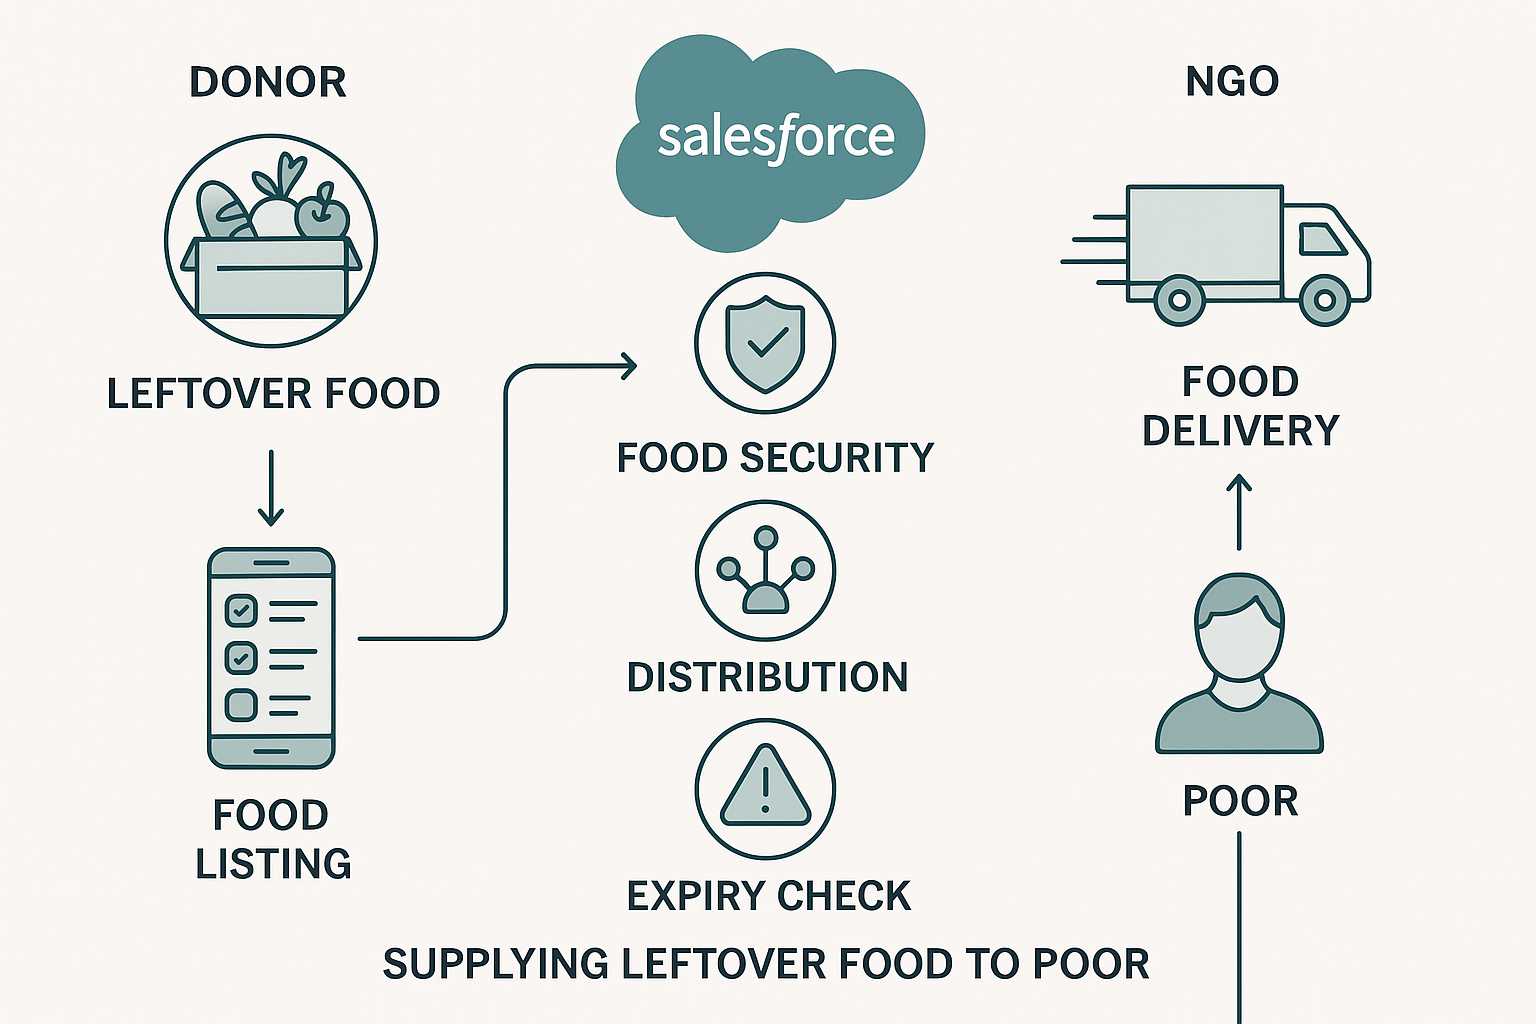 DONOR
LEFTOVER FOOD
FOOD
LISTING
salesforce
FOOD SECURITY
DISTRIBUTION
EXPIRY CHECK
NGO
FOOD
DELIVERY
POOR
SUPPLYING LEFTOVER FOOD TO POOR